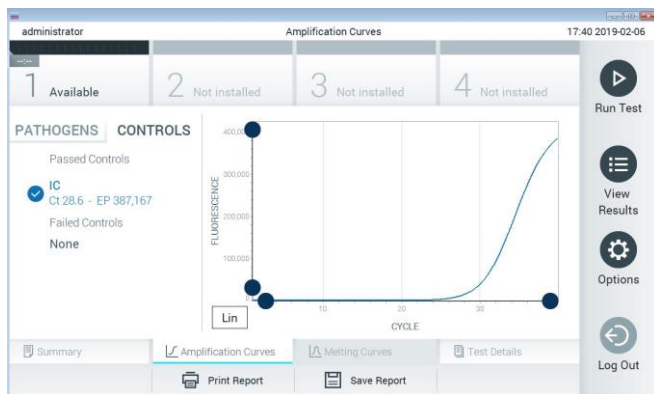 administrator
Amplification Curves
17:40 2019-02-06
--:--
1 Available
2 Not installed
3 Not installed
4 Not installed
Run Test
PATHOGENS CONTROLS
Passed Controls
IC
Ct 28.6 - EP 387,167
Failed Controls
None
FLUORESCENCE
300,000
200,000
100,000
0
10 20 30
CYCLE
Lin
View
Results
Options
Log Out
Summary
Amplification Curves
Melting Curves
Test Details
Print Report
Save Report